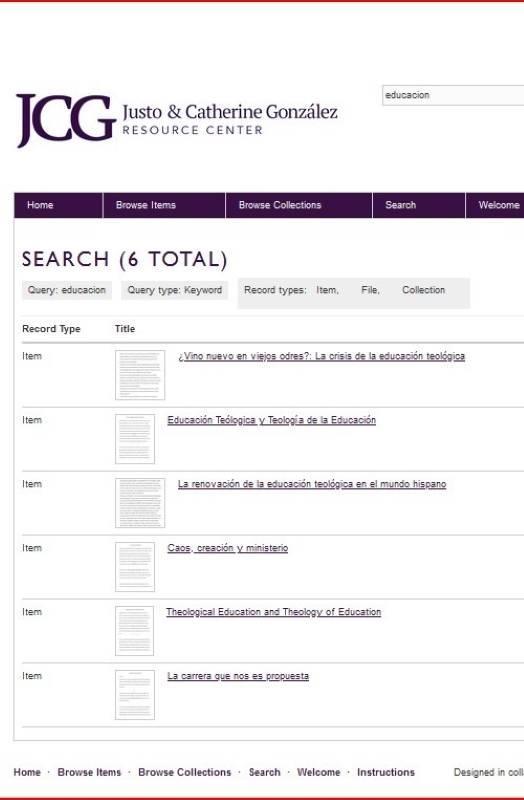 educacion
JCG Justo & Catherine González
RESOURCE CENTER
Home Browse Items Browse Collections Search Welcome
SEARCH (6 TOTAL)
Query: educacion Query type: Keyword Record types: Item, File, Collection
Record Type Title
Item ¿Vino nuevo en viejos odres?: La crisis de la educación teológica
Item Educación Teólogica y Teología de la Educación
Item La renovación de la educación teológica en el mundo hispano
Item Caos, creación y ministerio
Item Theological Education and Theology of Education
Item La carrera que nos es propuesta
Home · Browse Items · Browse Collections · Search · Welcome · Instructions Designed in coll